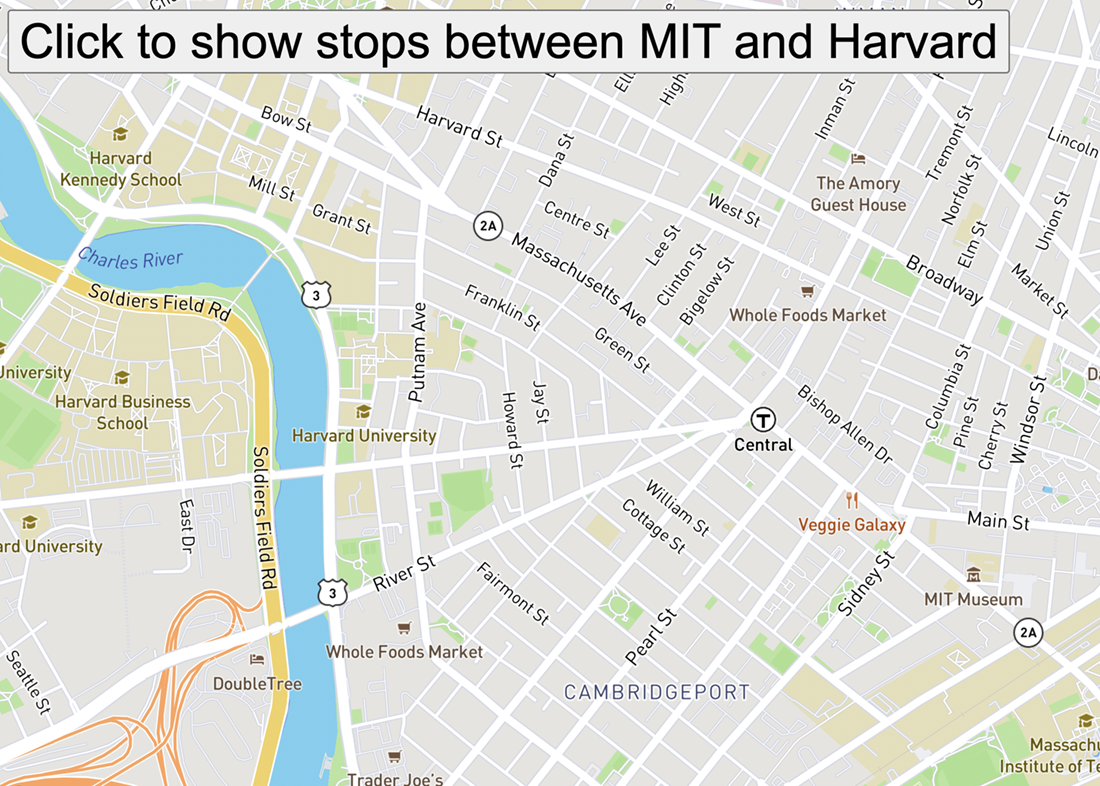 Click to show stops between MIT and Harvard
Bow St
Harvard St
Inman St
Tremont St
Lincoln
Harvard
Kennedy School
Dana St
The Amory
Guest House
Norfolk St
Mill St
Grant St
Centre St
West St
Union St
2A
Lee St
Elm St
Charles River
Massachusetts Ave
Clinton St
Bigelow St
Broadway
Market St
Soldiers Field Rd
3
Franklin St
Whole Foods Market
Green St
Putnam Ave
University
Harvard Business
School
Jay St
Howard St
Harvard University
Central
Bishop Allen Dr
Columbia St
Pine St
Cherry St
Windsor St
Soldiers Field Rd
East Dr
William St
Cottage St
Veggie Galaxy
Main St
ard University
River St
Fairmont St
Sidney St
MIT Museum
3
2A
Pearl St
Whole Foods Market
Seattle St
DoubleTree
CAMBRIDGEPORT
Massachu
Institute of Te
Trader Joe's